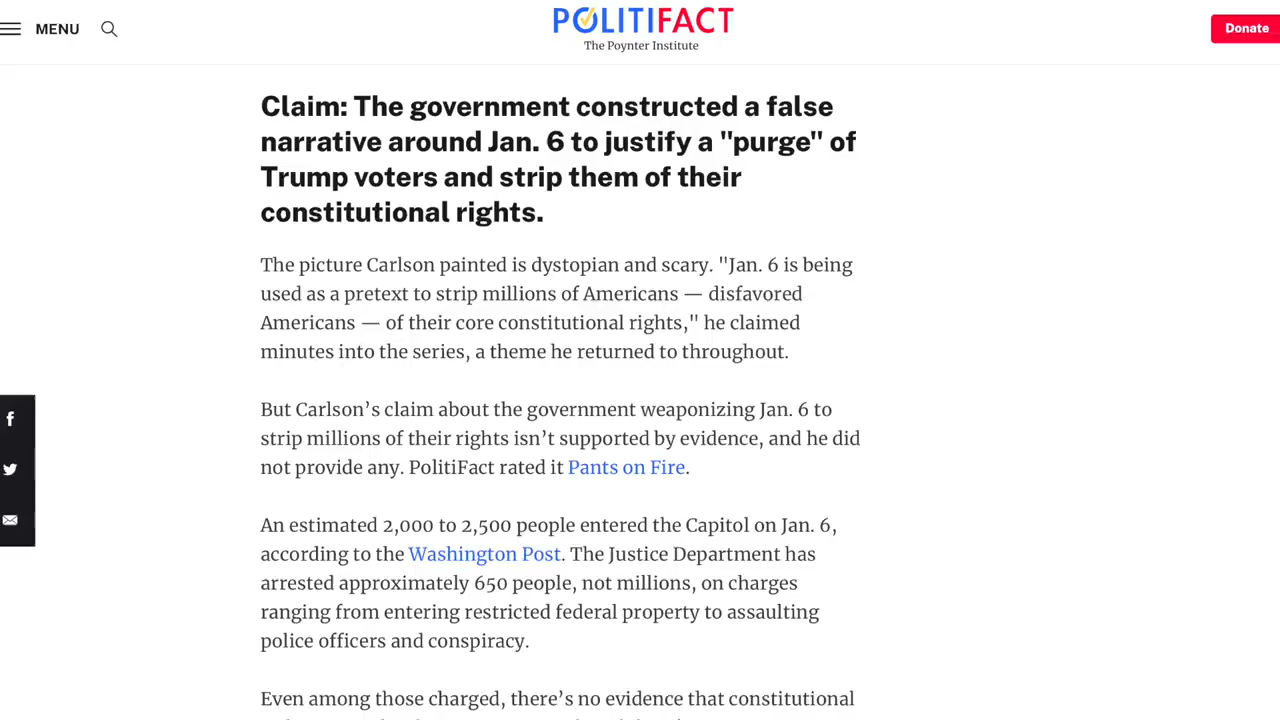 MENU
POLITIFACT
The Poynter Institute
Donate
Claim: The government constructed a false
narrative around Jan. 6 to justify a "purge" of
Trump voters and strip them of their
constitutional rights.
The picture Carlson painted is dystopian and scary. "Jan. 6 is being
used as a pretext to strip millions of Americans — disfavored
Americans — of their core constitutional rights," he claimed
minutes into the series, a theme he returned to throughout.
But Carlson’s claim about the government weaponizing Jan. 6 to
strip millions of their rights isn’t supported by evidence, and he did
not provide any. PolitiFact rated it Pants on Fire.
An estimated 2,000 to 2,500 people entered the Capitol on Jan. 6,
according to the Washington Post. The Justice Department has
arrested approximately 650 people, not millions, on charges
ranging from entering restricted federal property to assaulting
police officers and conspiracy.
Even among those charged, there’s no evidence that constitutional